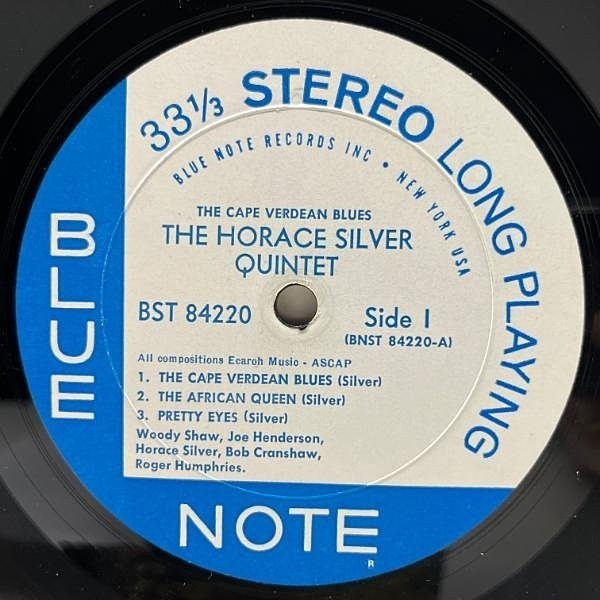 33⅓ STEREO LONG PLAYING
BLUE NOTE RECORDS INC • NEW YORK USA
THE CAPE VERDEAN BLUES
THE HORACE SILVER
QUINTET
BST 84220
Side 1
(BNST 84220-A)
All compositions Ecaroh Music - ASCAP
1. THE CAPE VERDEAN BLUES (Silver)
2. THE AFRICAN QUEEN (Silver)
3. PRETTY EYES (Silver)
Woody Shaw, Joe Henderson,
Horace Silver, Bob Cranshaw,
Roger Humphries.
BLUE
NOTE
R